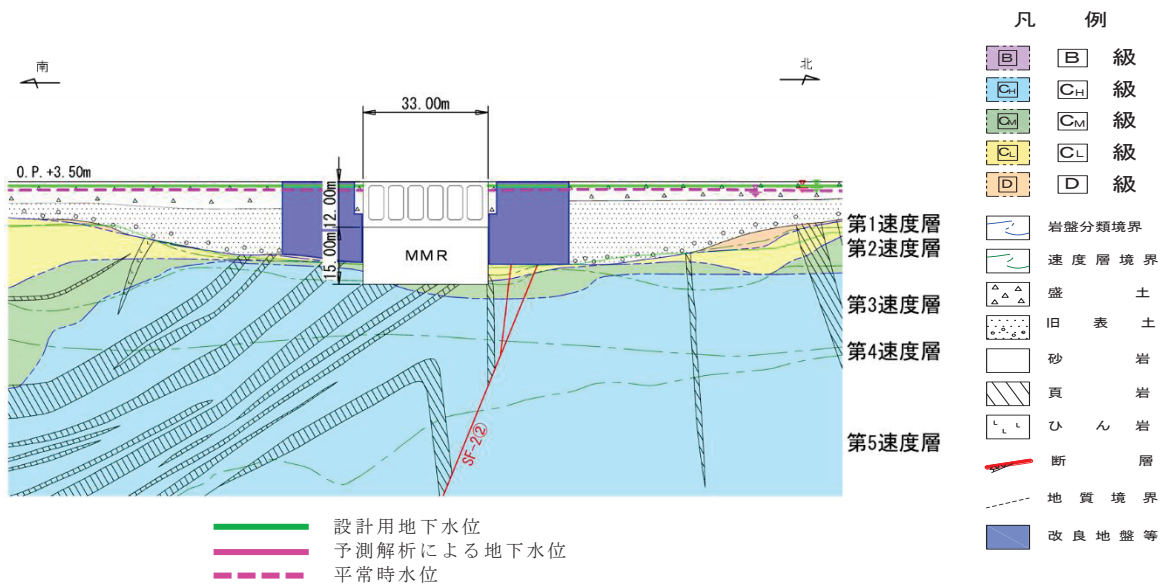 南
北
33.00m
O.P.+3.50m
12.00m
15.00m
MMR
SF-2②
第1速度層
第2速度層
第3速度層
第4速度層
第5速度層
設計用地下水位
予測解析による地下水位
平常時水位
凡 例
B B 級
CH CH 級
CM CM 級
CL CL 級
D D 級
岩盤分類境界
速度層境界
盛 土
旧 表 土
砂 岩
頁 岩
ひ ん 岩
断 層
地 質 境 界
改 良 地 盤 等